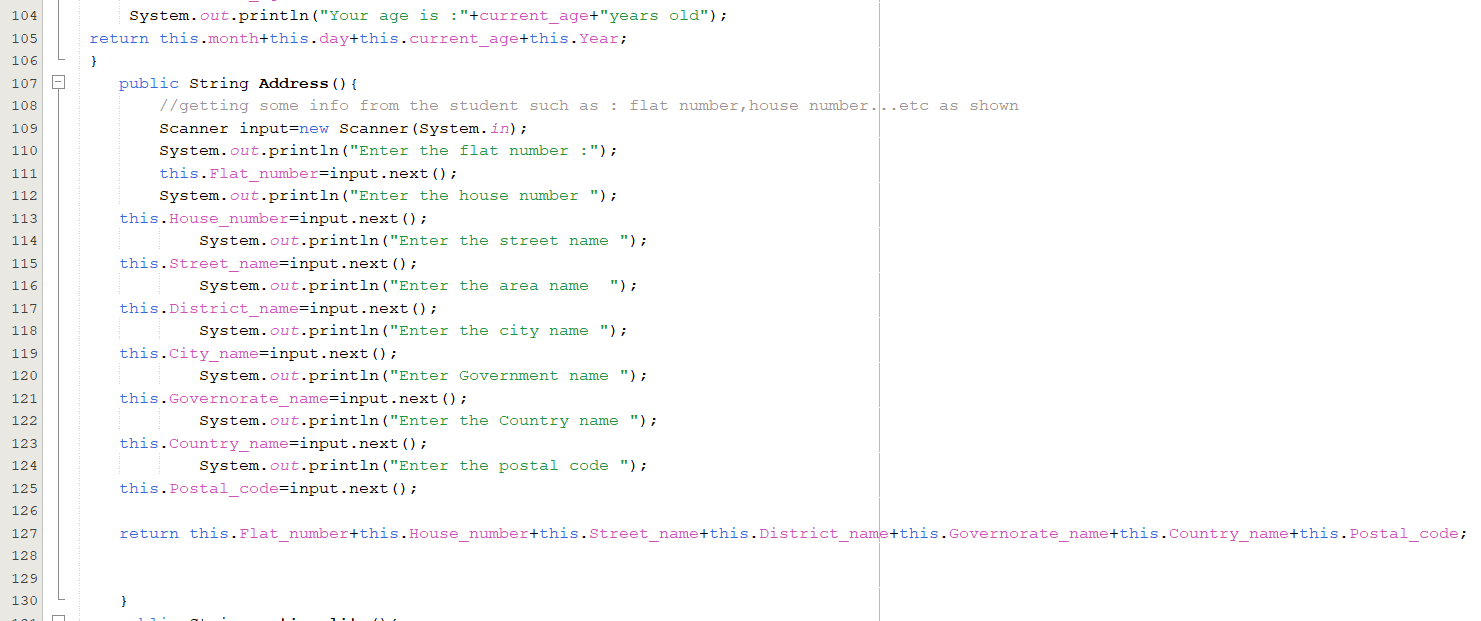 104 System.out.println("Your age is :"+current_age+"years old");
105 return this.month+this.day+this.current_age+this.Year;
106 }
107 public String Address(){
108 //getting some info from the student such as : flat number,house number...etc as shown
109 Scanner input=new Scanner(System.in);
110 System.out.println("Enter the flat number :");
111 this.Flat_number=input.next();
112 System.out.println("Enter the house number ");
113 this.House_number=input.next();
114 System.out.println("Enter the street name ");
115 this.Street_name=input.next();
116 System.out.println("Enter the area name  ");
117 this.District_name=input.next();
118 System.out.println("Enter the city name ");
119 this.City_name=input.next();
120 System.out.println("Enter Government name ");
121 this.Governorate_name=input.next();
122 System.out.println("Enter the Country name ");
123 this.Country_name=input.next();
124 System.out.println("Enter the postal code ");
125 this.Postal_code=input.next();
126
127 return this.Flat_number+this.House_number+this.Street_name+this.District_name+this.Governorate_name+this.Country_name+this.Postal_code;
128
129
130 }